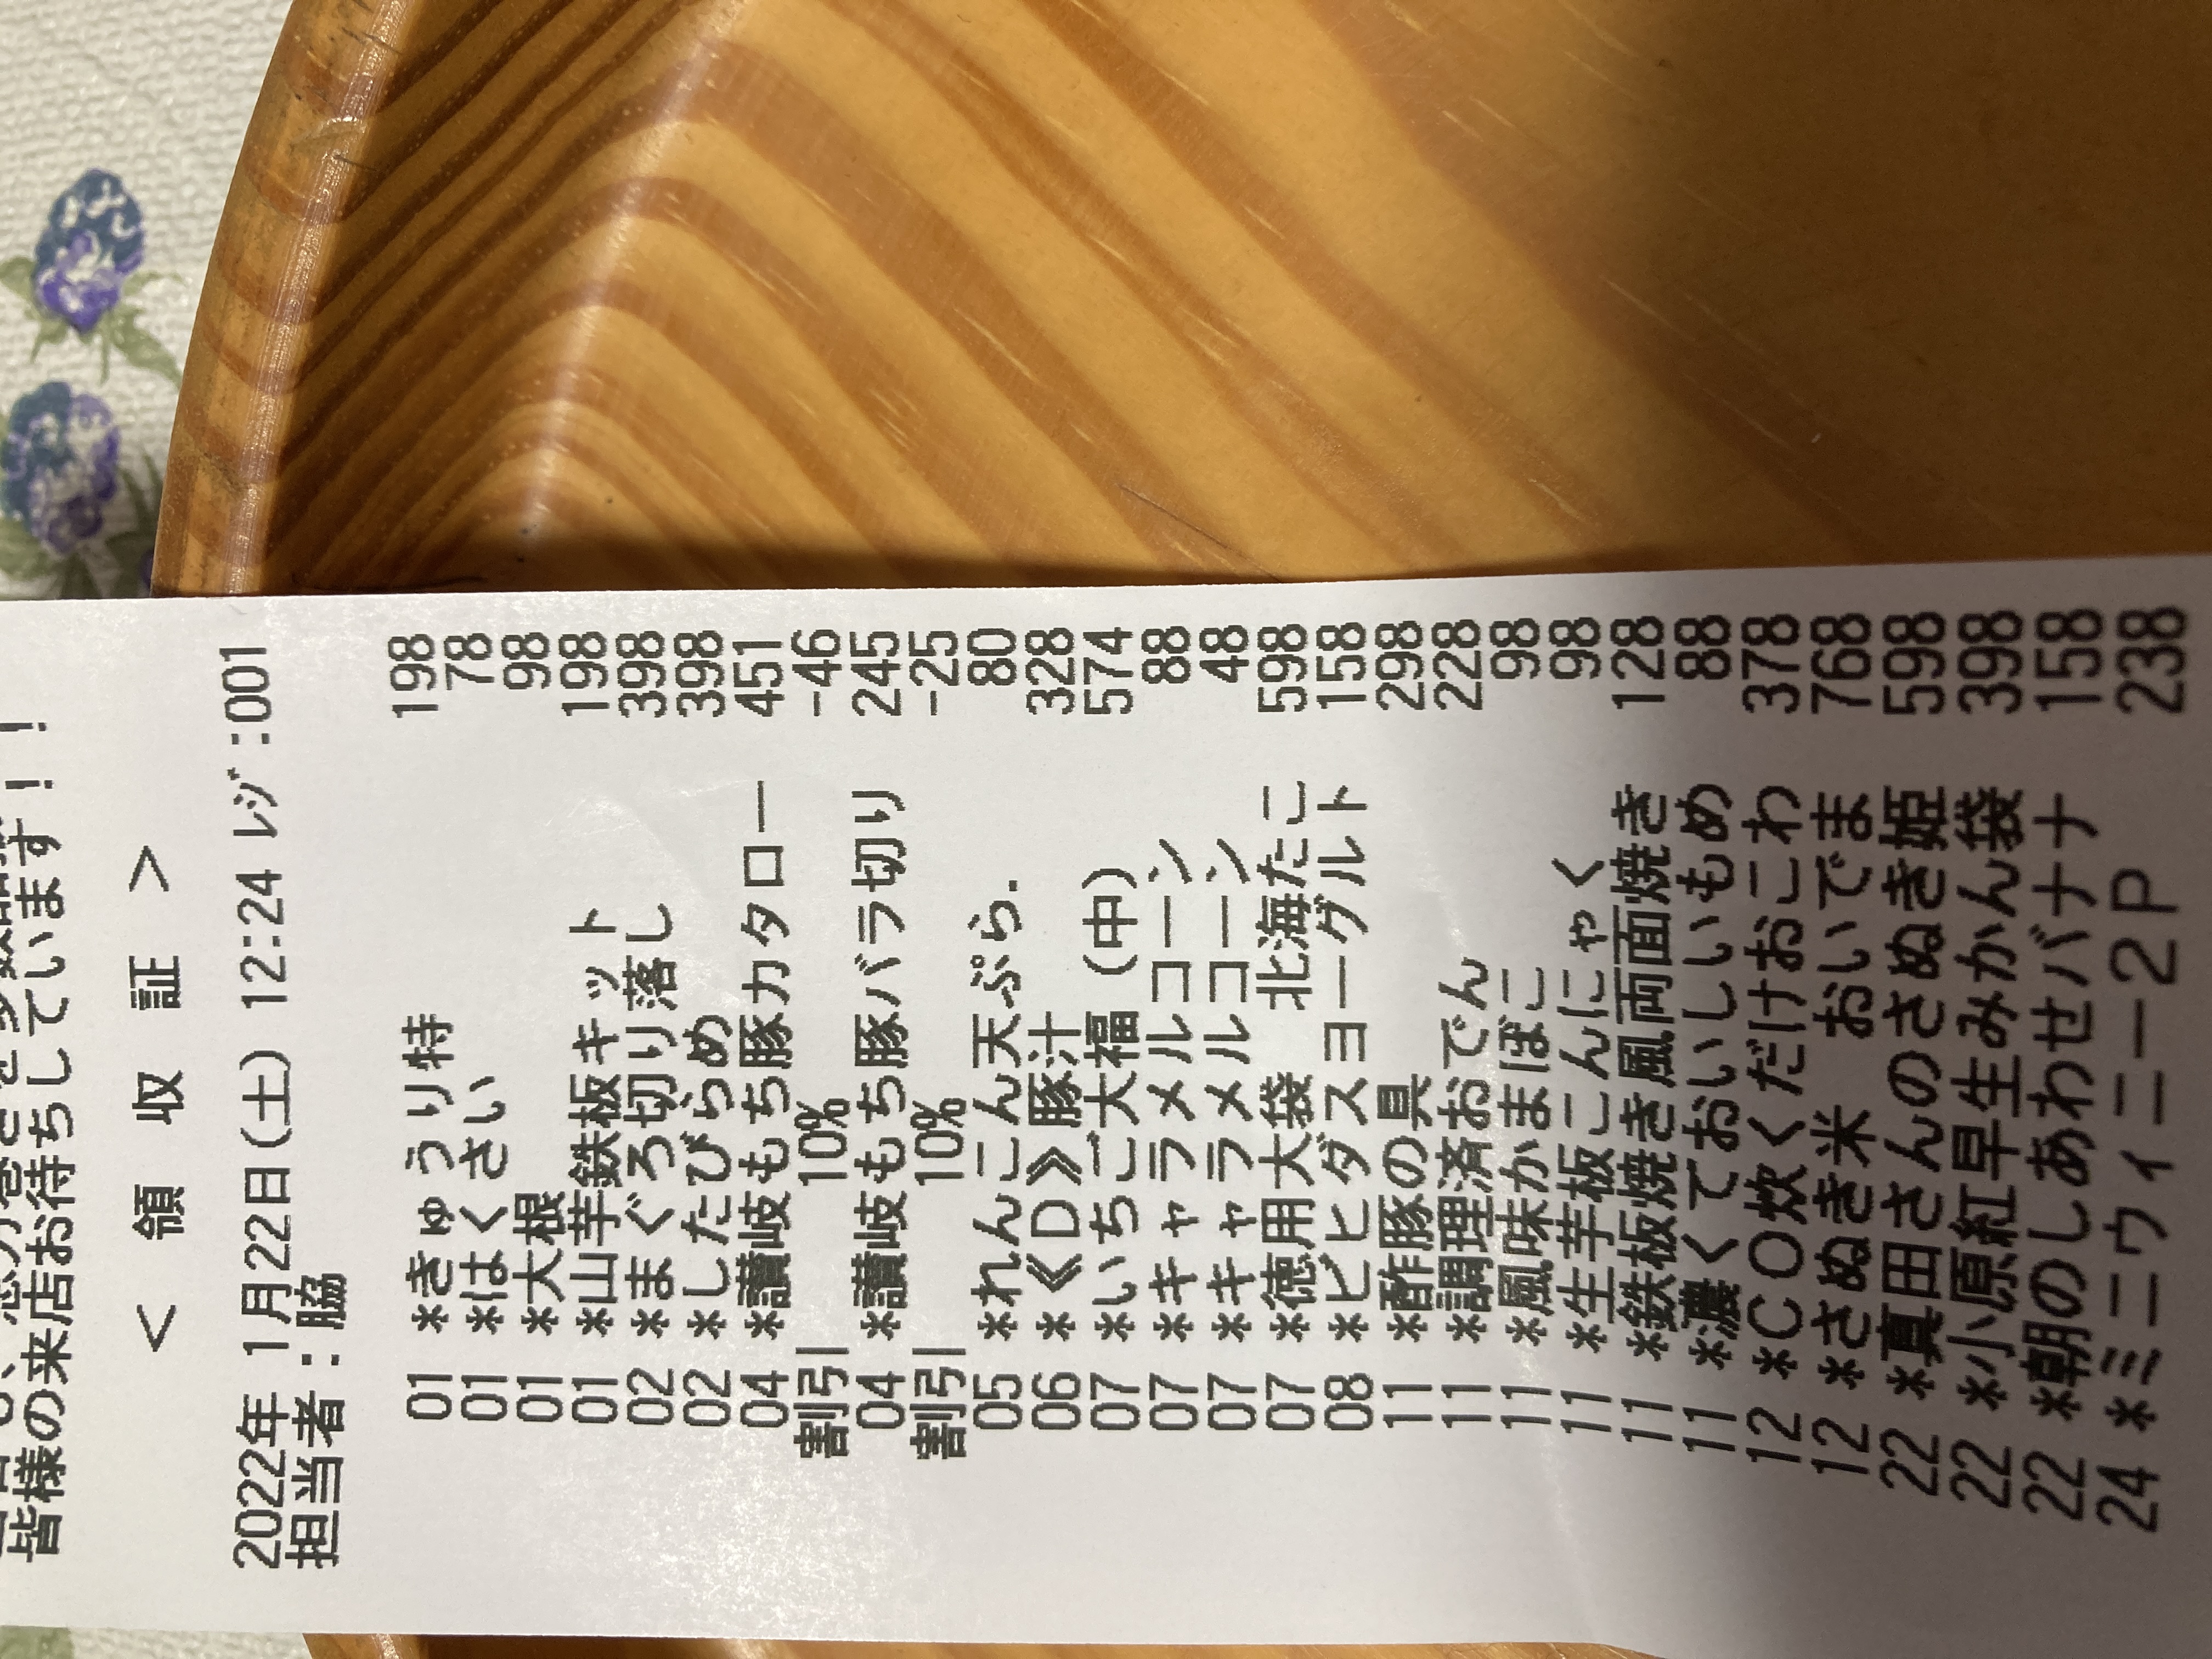 皆様の来店お待ちしています！！
＜ 領 収 証 ＞
2022年 1月22日(土) 12:24 ﾚｼﾞ:001
担当者：脇
01 *きゅうり特 198
01 *はくさい 78
01 *大根 98
01 *山芋鉄板キット 198
02 *まぐろ切り落し 398
02 *したびらめ 398
04 *讃岐もち豚カタロー 451
割引 10% -46
04 *讃岐もち豚バラ切り 245
割引 10% -25
05 *れんこん天ぷら. 80
06 *《D》豚汁 328
07 *いちご大福(中) 574
07 *キャラメルコーン 88
07 *キャラメルコーン 48
07 *徳用大袋 北海たこ 598
08 *ビヒダスヨーグルト 158
11 *酢豚の具 298
11 *調理済おでん 228
11 *風味かまぼこ 98
11 *生芋板こんにゃく 98
11 *鉄板焼き風両面焼き 128
11 *濃くておいしいもめ 88
12 *CO炊くだけおこわ 378
12 *さぬき米 おいでま 768
22 *真田さんのさぬき姫 598
22 *小原紅早生みかん袋 398
22 *朝のしあわせバナナ 158
24 *ミニウィニー2P 238